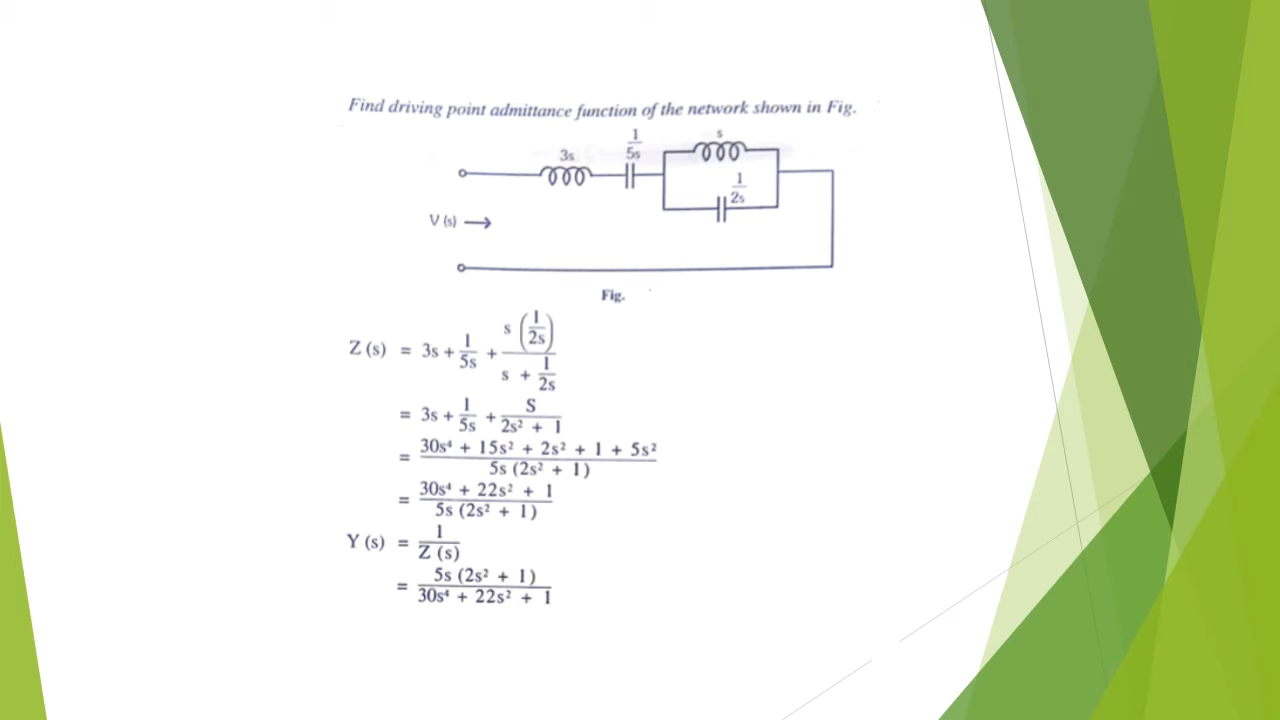 Find driving point admittance function of the network shown in Fig.
3s
1/5s
s
1/2s
V (s) →
Fig.
Z (s) = 3s + 1/5s + s (1/2s) / s + 1/2s
= 3s + 1/5s + S / 2s² + 1
= 30s⁴ + 15s² + 2s² + 1 + 5s² / 5s (2s² + 1)
= 30s⁴ + 22s² + 1 / 5s (2s² + 1)
Y (s) = 1 / Z (s)
= 5s (2s² + 1) / 30s⁴ + 22s² + 1